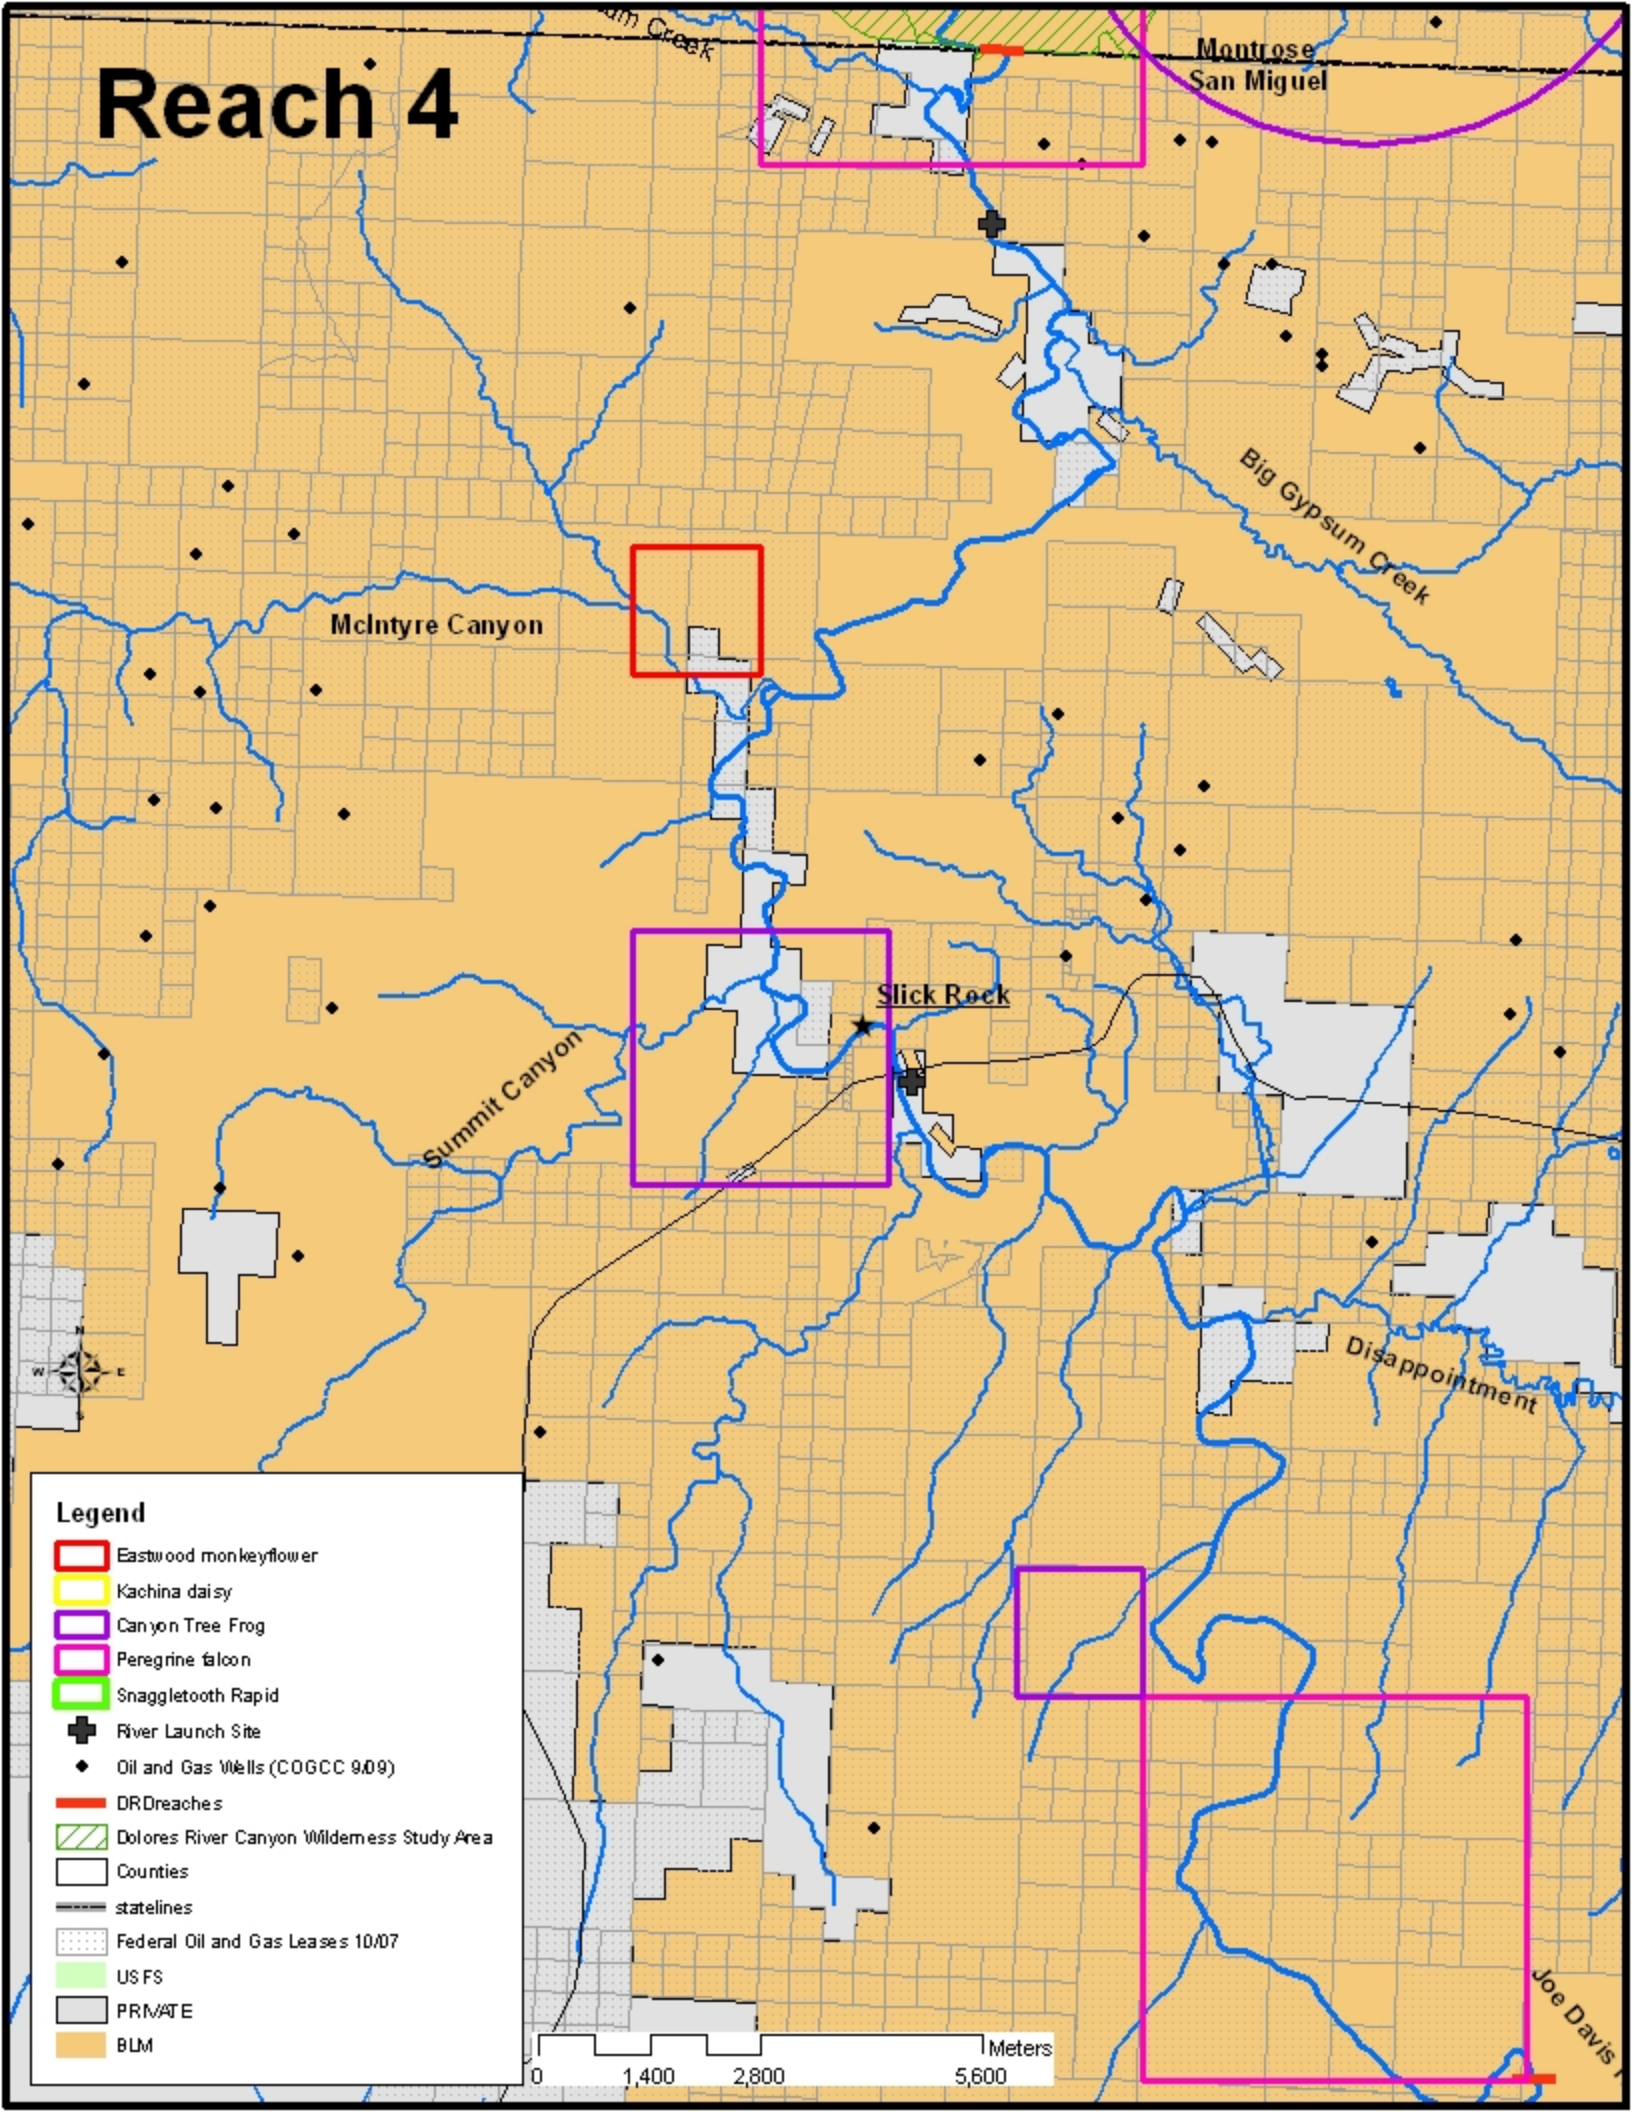 um Creek
Montrose
San Miguel
Reach 4
Big Gypsum Creek
McIntyre Canyon
Slick Rock
Summit Canyon
N
W E
S
Disappointment
Legend
Eastwood monkeyflower
Kachina daisy
Canyon Tree Frog
Peregrine falcon
Snaggletooth Rapid
River Launch Site
Oil and Gas Wells (COGCC 9/09)
DRDreaches
Dolores River Canyon Wilderness Study Area
Counties
statelines
Federal Oil and Gas Leases 10/07
USFS
PRIVATE
BLM
Joe Davis
Meters
0 1,400 2,800 5,600